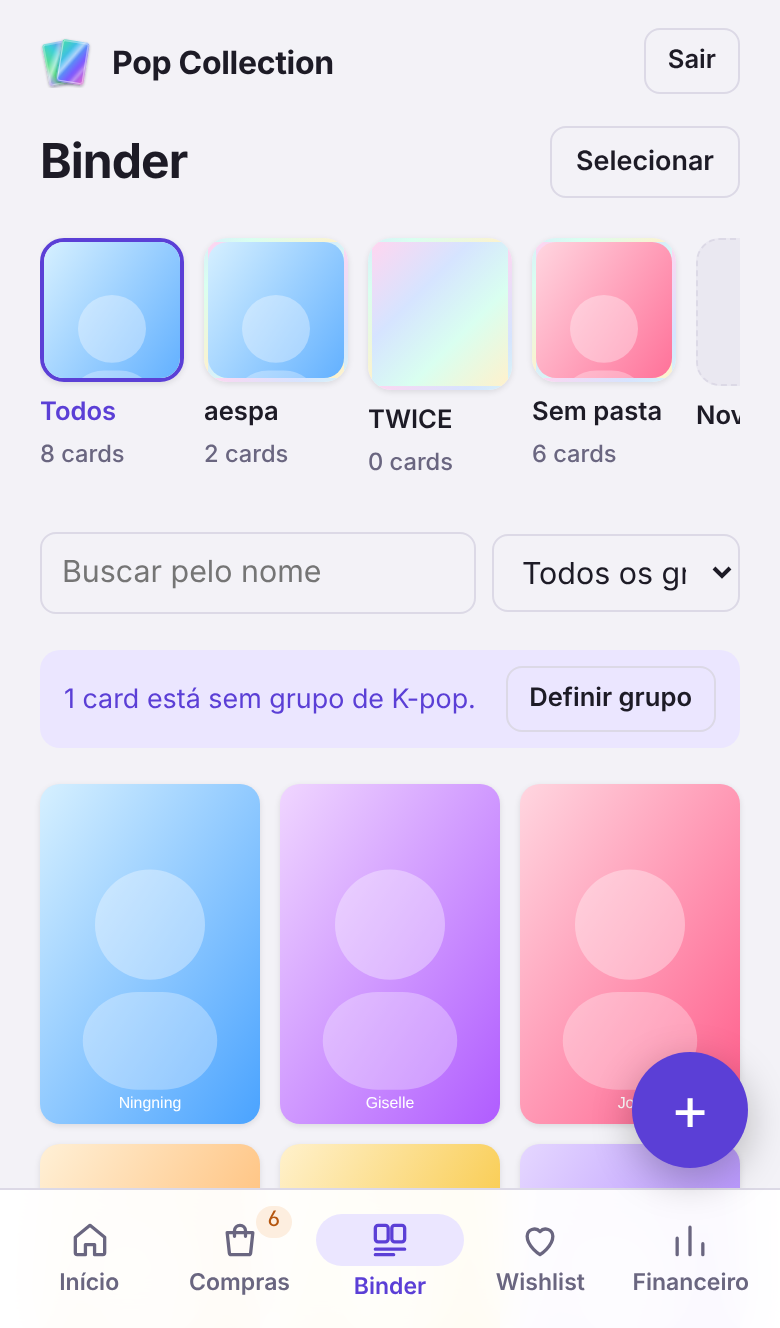 Pop Collection
Sair
Binder
Selecionar
Todos
8 cards
aespa
2 cards
TWICE
0 cards
Sem pasta
6 cards
Buscar pelo nome
Todos os
1 card está sem grupo de K-pop.
Definir grupo
Ningning
Giselle
+
6
Início
Compras
Binder
Wishlist
Financeiro